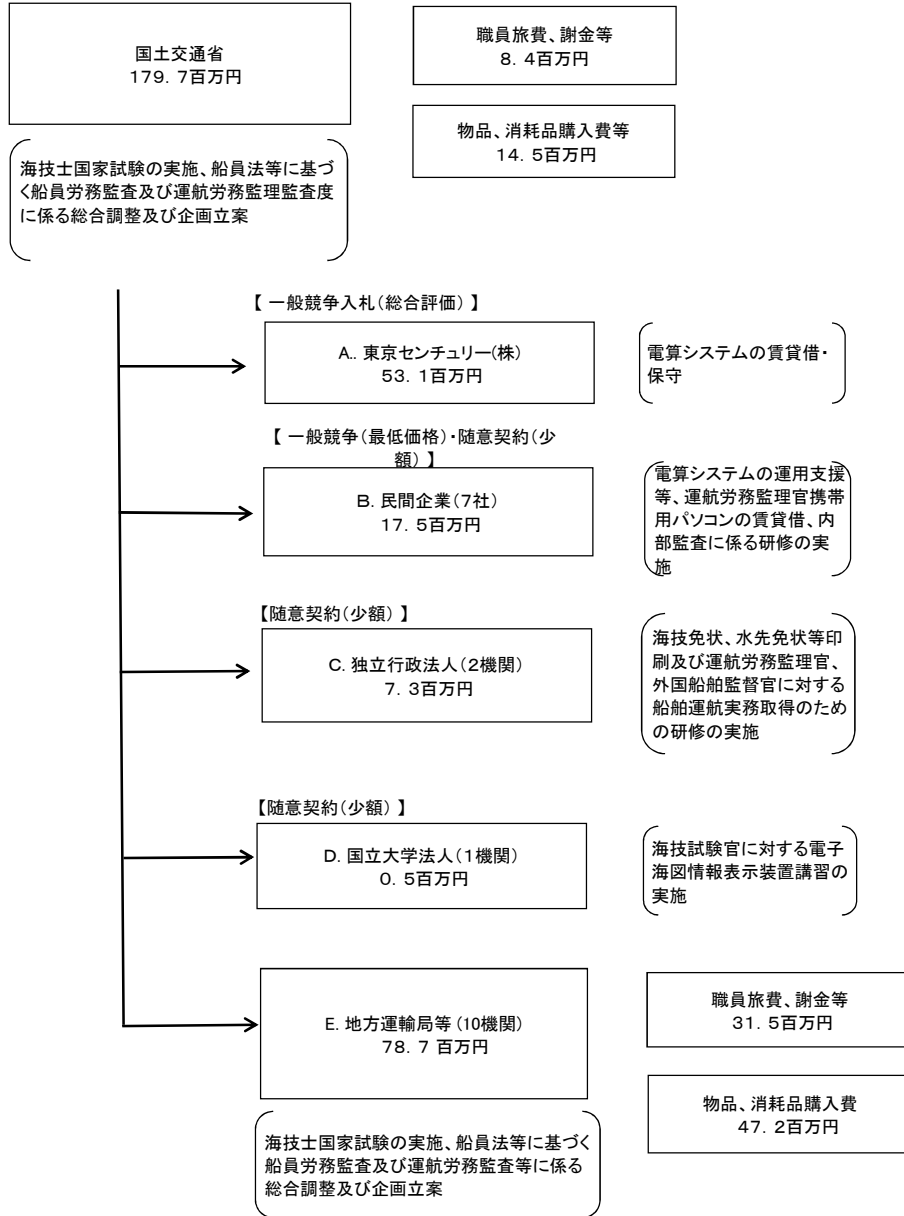 国土交通省
179．7百万円
職員旅費、謝金等
8．4百万円
物品、消耗品購入費等
14．5百万円
海技士国家試験の実施、船員法等に基づ
く船員労務監査及び運航労務監理監査度
に係る総合調整及び企画立案
【 一般競争入札（総合評価）】
A.. 東京センチュリー(株)
53．1百万円
電算システムの賃貸借・
保守
【 一般競争（最低価格）・随意契約（少
額）】
B. 民間企業（7社）
17．5百万円
電算システムの運用支援
等、運航労務監理官携帯
用パソコンの賃貸借、内
部監査に係る研修の実
施
【随意契約（少額）】
C. 独立行政法人（2機関）
7．3百万円
海技免状、水先免状等印
刷及び運航労務監理官、
外国船舶監督官に対する
船舶運航実務取得のため
の研修の実施
【随意契約（少額）】
D. 国立大学法人（1機関）
0．5百万円
海技試験官に対する電子
海図情報表示装置講習の
実施
E. 地方運輸局等（10機関）
78．7 百万円
職員旅費、謝金等
31．5百万円
物品、消耗品購入費
47．2百万円
海技士国家試験の実施、船員法等に基づく
船員労務監査及び運航労務監査等に係る
総合調整及び企画立案